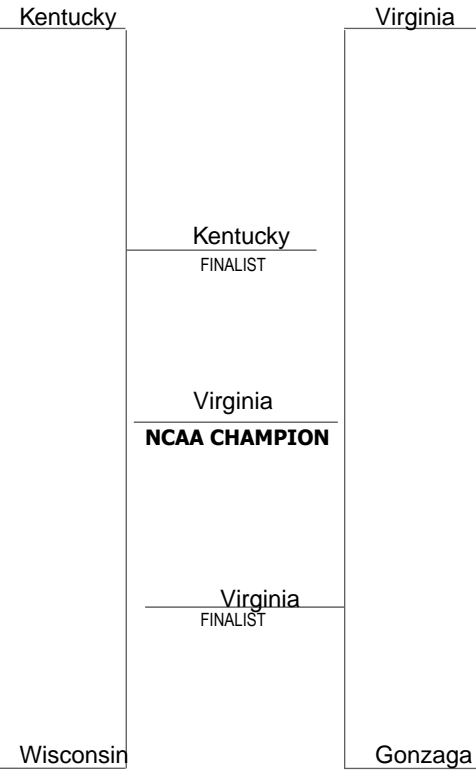 Kentucky
Virginia
Kentucky
FINALIST
Virginia
NCAA CHAMPION
Virginia
FINALIST
Wisconsin
Gonzaga